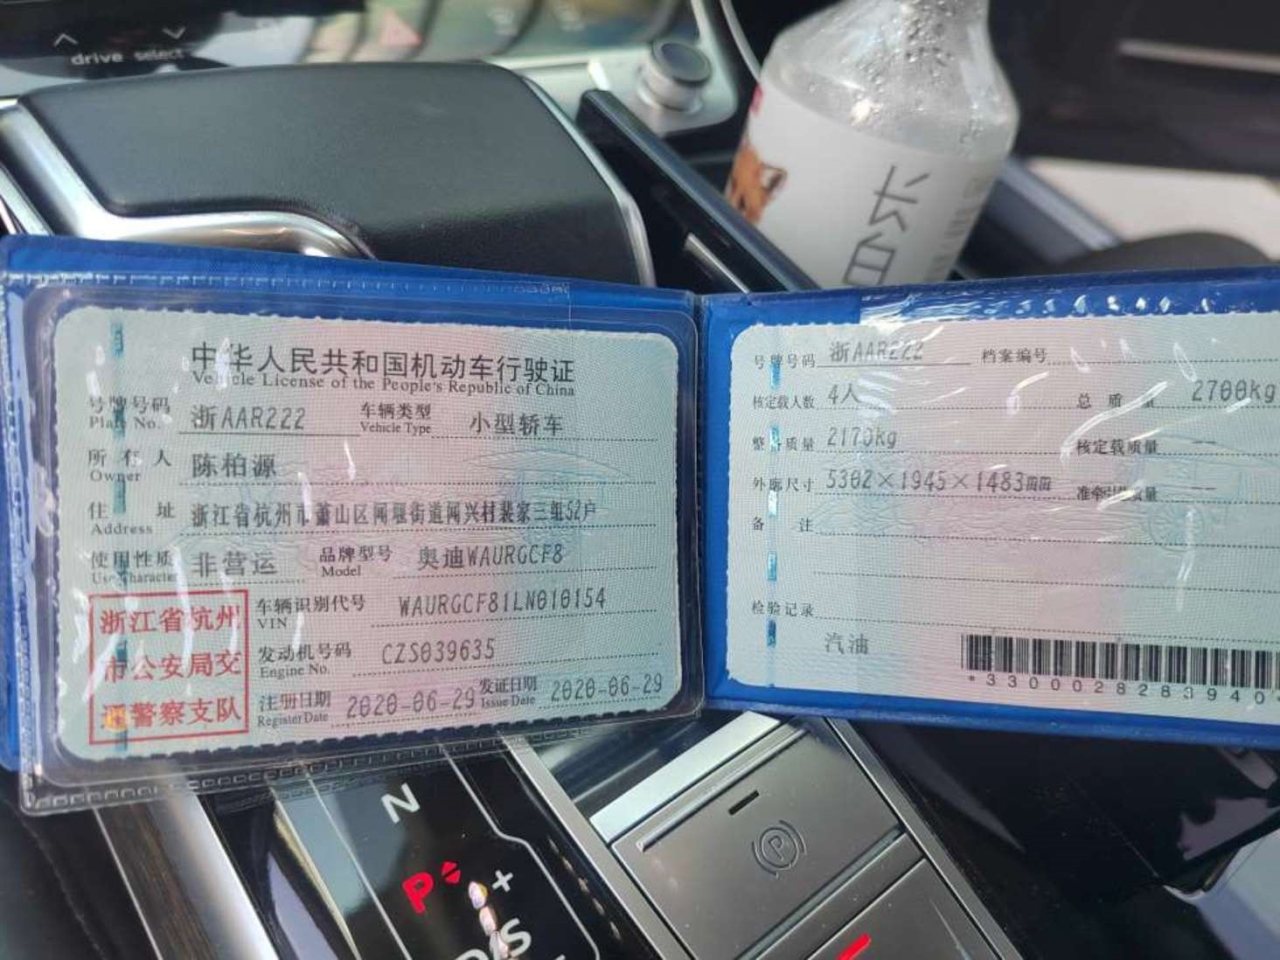 drive select
长
白
中华人民共和国机动车行驶证
Vehicle License of the People's Republic of China
号牌号码 浙AAR222 车辆类型 小型轿车
Plate No. Vehicle Type
所有人 陈柏源
Owner
住址 浙江省杭州市萧山区闻堰街道闻兴村裴家三组52户
Address
使用性质 非营运 品牌型号 奥迪WAURGCF8
Use Character Model
浙江省杭州
市公安局交
通警察支队
车辆识别代号 WAURGCF81LN010154
VIN
发动机号码 CZS039635
Engine No.
注册日期 2020-06-29 发证日期 2020-06-29
Register Date Issue Date
号牌号码 浙AAR222 档案编号
核定载人数 4人 总质量 2700kg
整备质量 2170kg 核定载质量 --
外廓尺寸 5302×1945×1483mm 准牵引总质量 --
备注
检验记录
汽油
*3300028283940
N
P
+
D/S
P